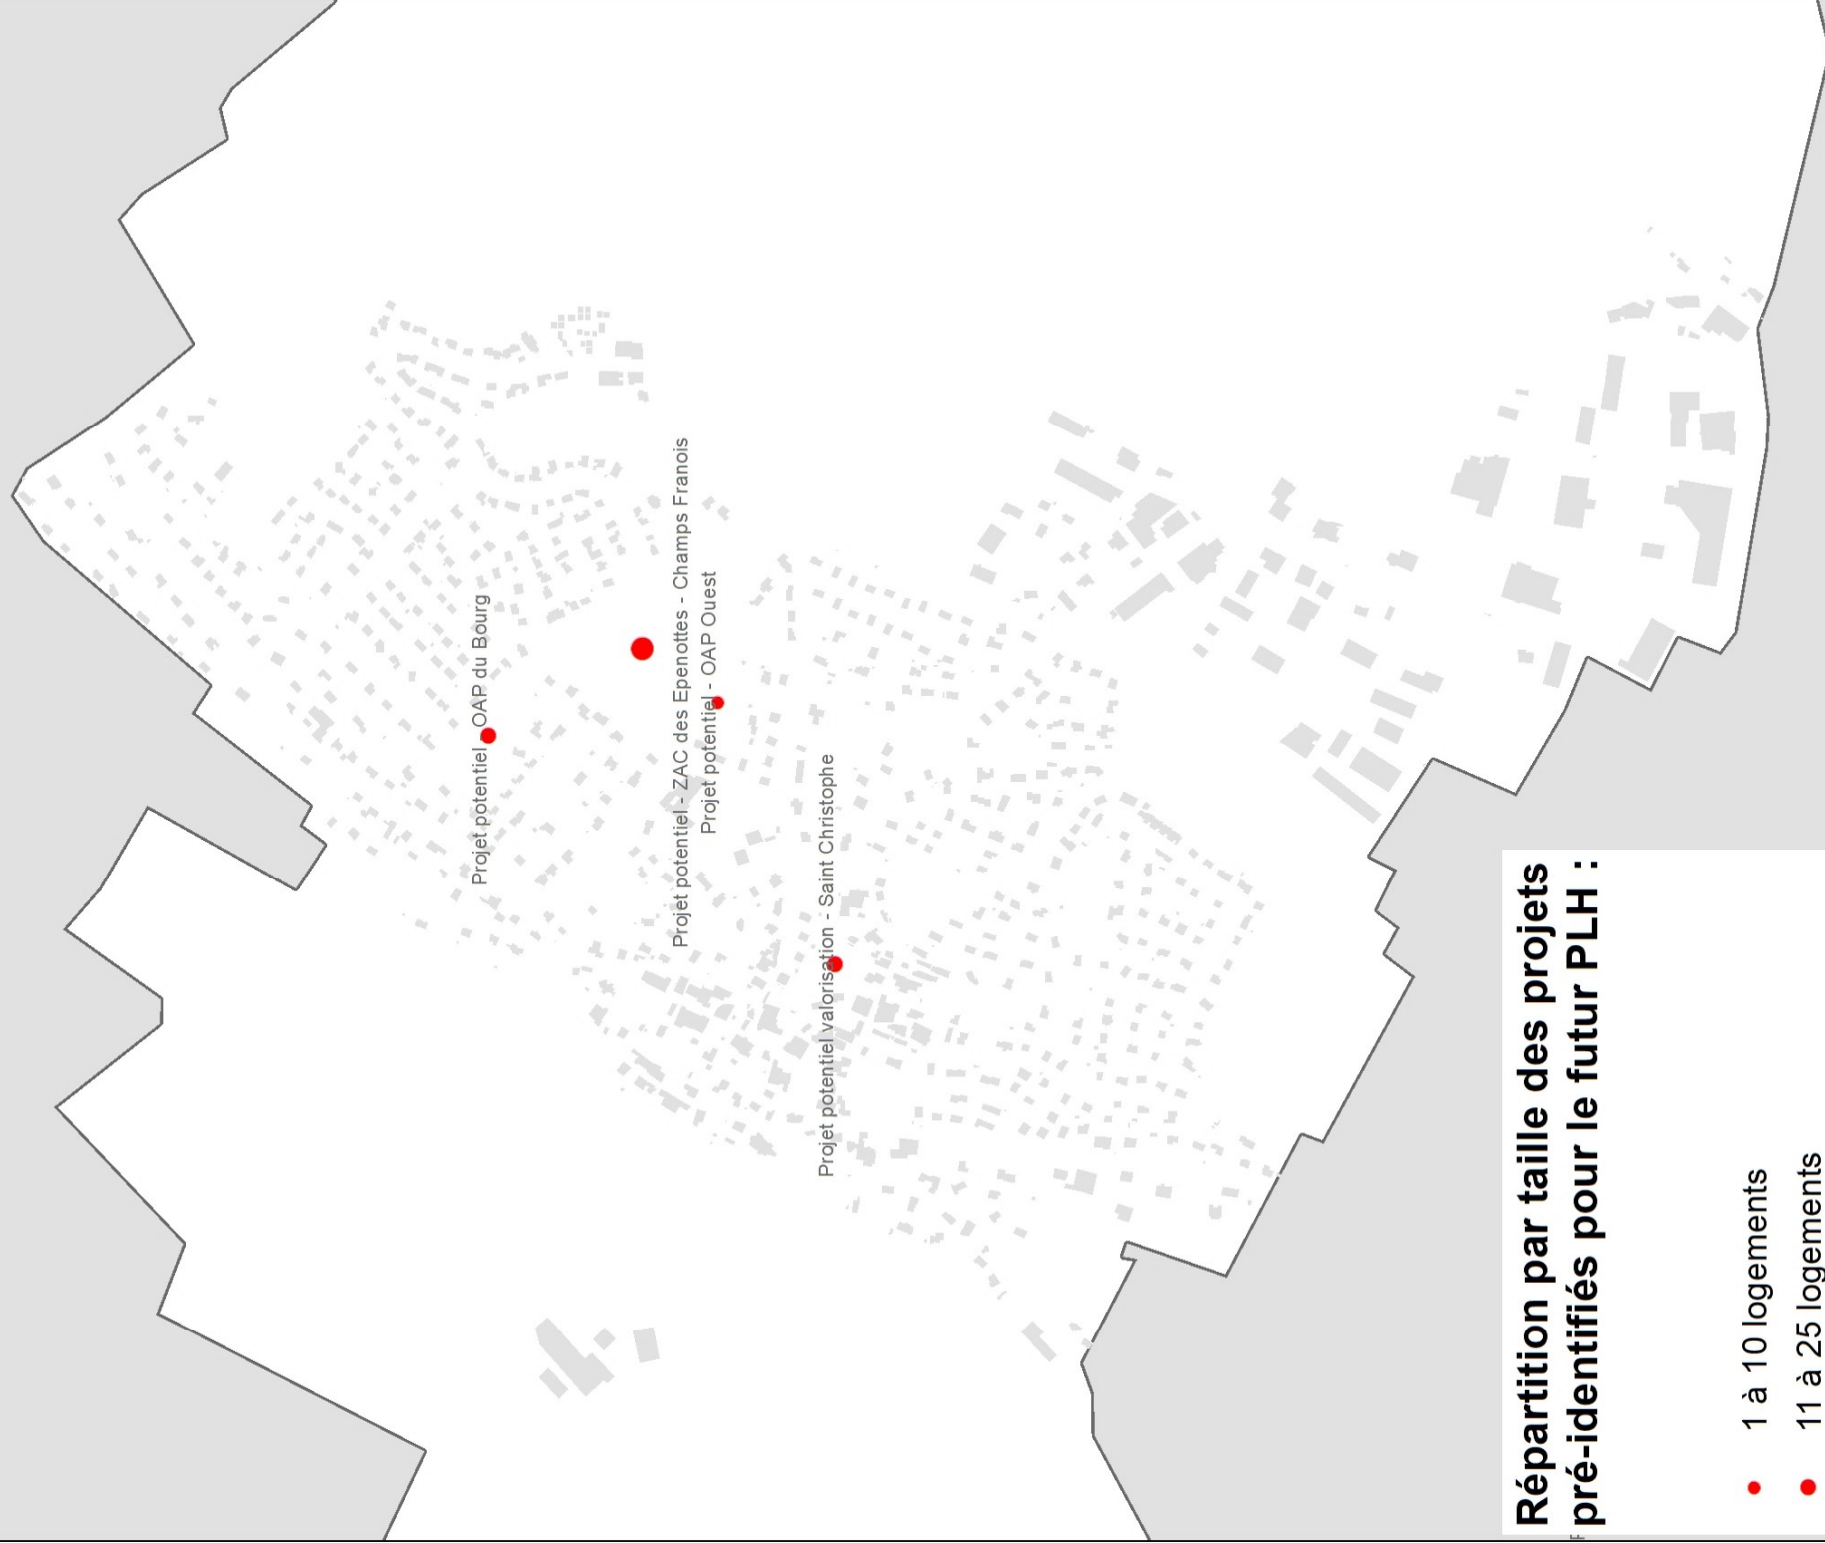 Projet potentiel - OAP du Bourg
Projet potentiel - ZAC des Epenottes - Champs Franois
Projet potentiel - OAP Ouest
Projet potentiel valorisation - Saint Christophe
Répartition par taille des projets
pré-identifiés pour le futur PLH :
1 à 10 logements
11 à 25 logements